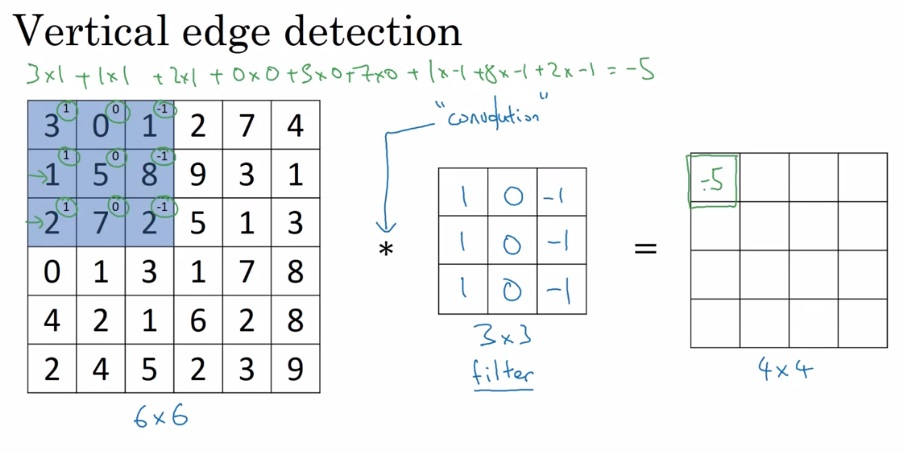 Vertical edge detection
3×1 + 1×1 + 2×1 + 0×0 + 5×0 + 7×0 + 1×-1 + 8×-1 + 2×-1 = -5
"convolution"
3 1 0 0 1 -1 2 7 4
1 1 5 0 8 -1 9 3 1
2 1 7 0 2 -1 5 1 3
0 1 3 1 7 8
4 2 1 6 2 8
2 4 5 2 3 9
6×6
*
1 0 -1
1 0 -1
1 0 -1
3×3
filter
=
-5
4×4